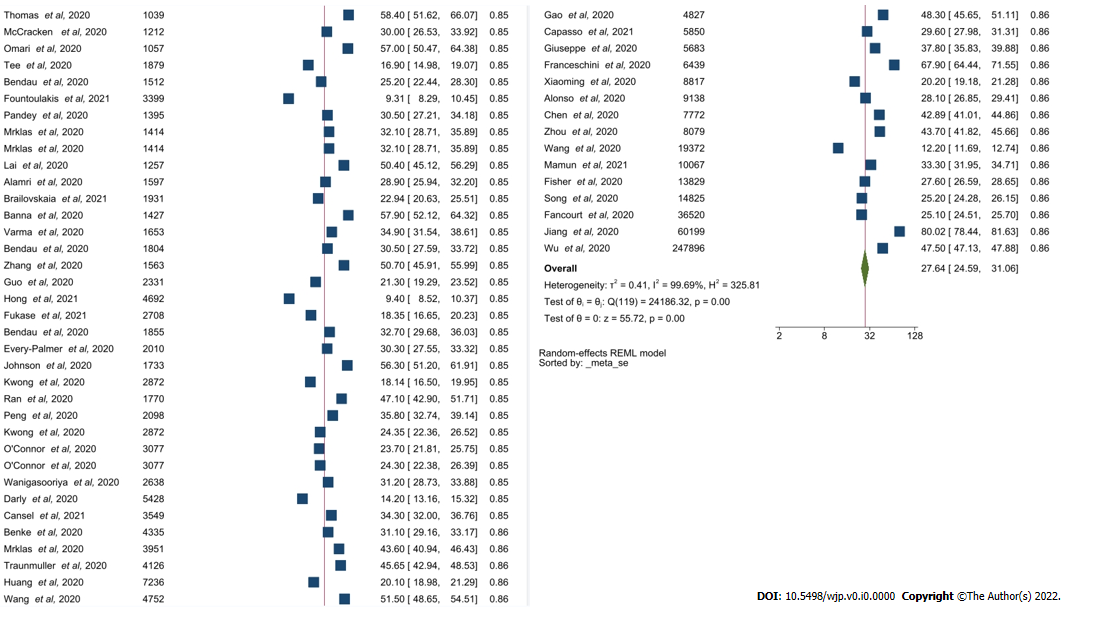 Thomas et al, 2020 1039 58.40 [ 51.62, 66.07] 0.85
McCracken et al, 2020 1212 30.00 [ 26.53, 33.92] 0.85
Omari et al, 2020 1057 57.00 [ 50.47, 64.38] 0.85
Tee et al, 2020 1879 16.90 [ 14.98, 19.07] 0.85
Bendau et al, 2020 1512 25.20 [ 22.44, 28.30] 0.85
Fountoulakis et al, 2021 3399 9.31 [ 8.29, 10.45] 0.85
Pandey et al, 2020 1395 30.50 [ 27.21, 34.18] 0.85
Mrklas et al, 2020 1414 32.10 [ 28.71, 35.89] 0.85
Mrklas et al, 2020 1414 32.10 [ 28.71, 35.89] 0.85
Lai et al, 2020 1257 50.40 [ 45.12, 56.29] 0.85
Alamri et al, 2020 1597 28.90 [ 25.94, 32.20] 0.85
Brailovskaia et al, 2021 1931 22.94 [ 20.63, 25.51] 0.85
Banna et al, 2020 1427 57.90 [ 52.12, 64.32] 0.85
Varma et al, 2020 1653 34.90 [ 31.54, 38.61] 0.85
Bendau et al, 2020 1804 30.50 [ 27.59, 33.72] 0.85
Zhang et al, 2020 1563 50.70 [ 45.91, 55.99] 0.85
Guo et al, 2020 2331 21.30 [ 19.29, 23.52] 0.85
Hong et al, 2021 4692 9.40 [ 8.52, 10.37] 0.85
Fukase et al, 2021 2708 18.35 [ 16.65, 20.23] 0.85
Bendau et al, 2020 1855 32.70 [ 29.68, 36.03] 0.85
Every-Palmer et al, 2020 2010 30.30 [ 27.55, 33.32] 0.85
Johnson et al, 2020 1733 56.30 [ 51.20, 61.91] 0.85
Kwong et al, 2020 2872 18.14 [ 16.50, 19.95] 0.85
Ran et al, 2020 1770 47.10 [ 42.90, 51.71] 0.85
Peng et al, 2020 2098 35.80 [ 32.74, 39.14] 0.85
Kwong et al, 2020 2872 24.35 [ 22.36, 26.52] 0.85
O'Connor et al, 2020 3077 23.70 [ 21.81, 25.75] 0.85
O'Connor et al, 2020 3077 24.30 [ 22.38, 26.39] 0.85
Wanigasooriya et al, 2020 2638 31.20 [ 28.73, 33.88] 0.85
Darly et al, 2020 5428 14.20 [ 13.16, 15.32] 0.85
Cansel et al, 2021 3549 34.30 [ 32.00, 36.76] 0.85
Benke et al, 2020 4335 31.10 [ 29.16, 33.17] 0.86
Mrklas et al, 2020 3951 43.60 [ 40.94, 46.43] 0.86
Traunmuller et al, 2020 4126 45.65 [ 42.94, 48.53] 0.86
Huang et al, 2020 7236 20.10 [ 18.98, 21.29] 0.86
Wang et al, 2020 4752 51.50 [ 48.65, 54.51] 0.86
Gao et al, 2020 4827 48.30 [ 45.65, 51.11] 0.86
Capasso et al, 2021 5850 29.60 [ 27.98, 31.31] 0.86
Giuseppe et al, 2020 5683 37.80 [ 35.83, 39.88] 0.86
Franceschini et al, 2020 6439 67.90 [ 64.44, 71.55] 0.86
Xiaoming et al, 2020 8817 20.20 [ 19.18, 21.28] 0.86
Alonso et al, 2020 9138 28.10 [ 26.85, 29.41] 0.86
Chen et al, 2020 7772 42.89 [ 41.01, 44.86] 0.86
Zhou et al, 2020 8079 43.70 [ 41.82, 45.66] 0.86
Wang et al, 2020 19372 12.20 [ 11.69, 12.74] 0.86
Mamun et al, 2021 10067 33.30 [ 31.95, 34.71] 0.86
Fisher et al, 2020 13829 27.60 [ 26.59, 28.65] 0.86
Song et al, 2020 14825 25.20 [ 24.28, 26.15] 0.86
Fancourt et al, 2020 36520 25.10 [ 24.51, 25.70] 0.86
Jiang et al, 2020 60199 80.02 [ 78.44, 81.63] 0.86
Wu et al, 2020 247896 47.50 [ 47.13, 47.88] 0.86
Overall 27.64 [ 24.59, 31.06]
Heterogeneity: τ² = 0.41, I² = 99.69%, H² = 325.81
Test of θᵢ = θⱼ: Q(119) = 24186.32, p = 0.00
Test of θ = 0: z = 55.72, p = 0.00
2 8 32 128
Random-effects REML model
Sorted by: _meta_se
DOI: 10.5498/wjp.v0.i0.0000 Copyright ©The Author(s) 2022.